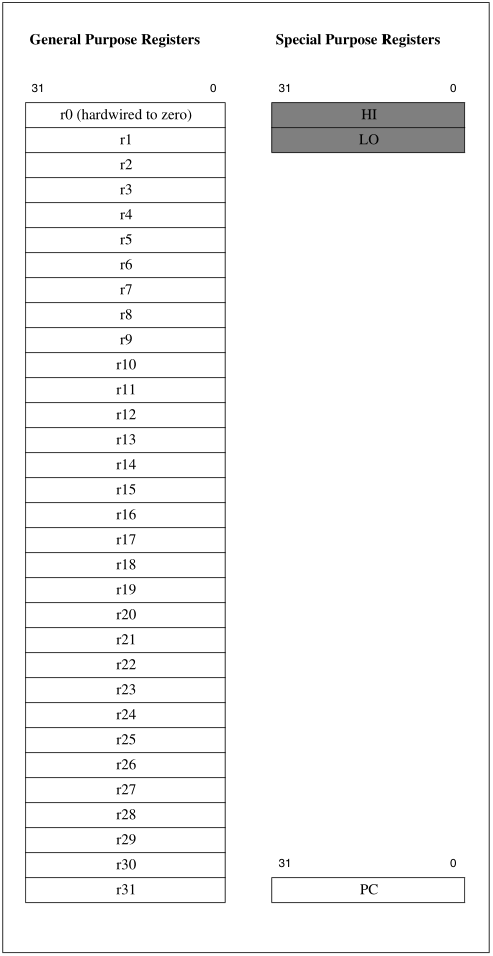 General Purpose Registers
Special Purpose Registers
31 0
31 0
r0 (hardwired to zero)
HI
r1
LO
r2
r3
r4
r5
r6
r7
r8
r9
r10
r11
r12
r13
r14
r15
r16
r17
r18
r19
r20
r21
r22
r23
r24
r25
r26
r27
r28
r29
r30
31 0
r31
PC